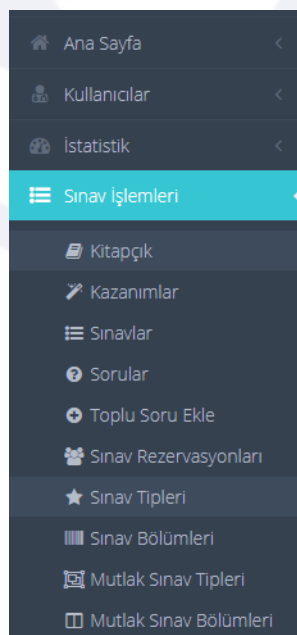 Ana Sayfa
Kullanıcılar
İstatistik
Sınav İşlemleri
Kitapçık
Kazanımlar
Sınavlar
Sorular
Toplu Soru Ekle
Sınav Rezervasyonları
Sınav Tipleri
Sınav Bölümleri
Mutlak Sınav Tipleri
Mutlak Sınav Bölümleri